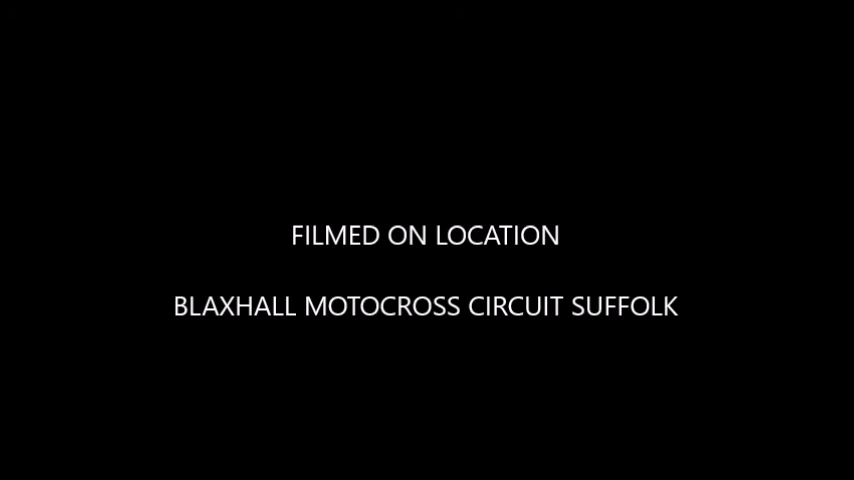 FILMED ON LOCATION
BLAXHALL MOTOCROSS CIRCUIT SUFFOLK